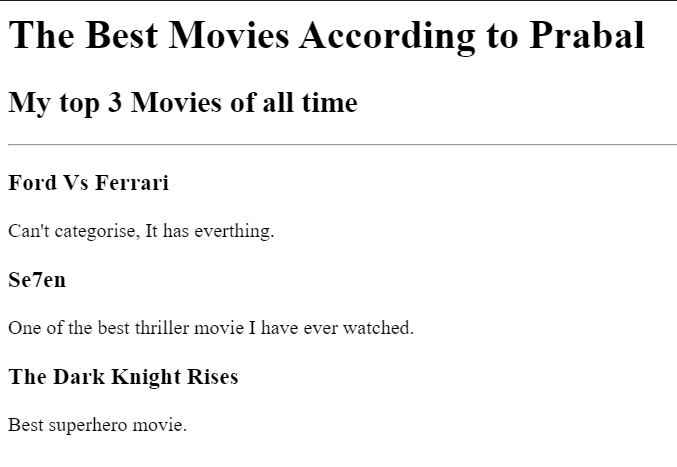 The Best Movies According to Prabal
My top 3 Movies of all time
Ford Vs Ferrari
Can't categorise, It has everthing.
Se7en
One of the best thriller movie I have ever watched.
The Dark Knight Rises
Best superhero movie.